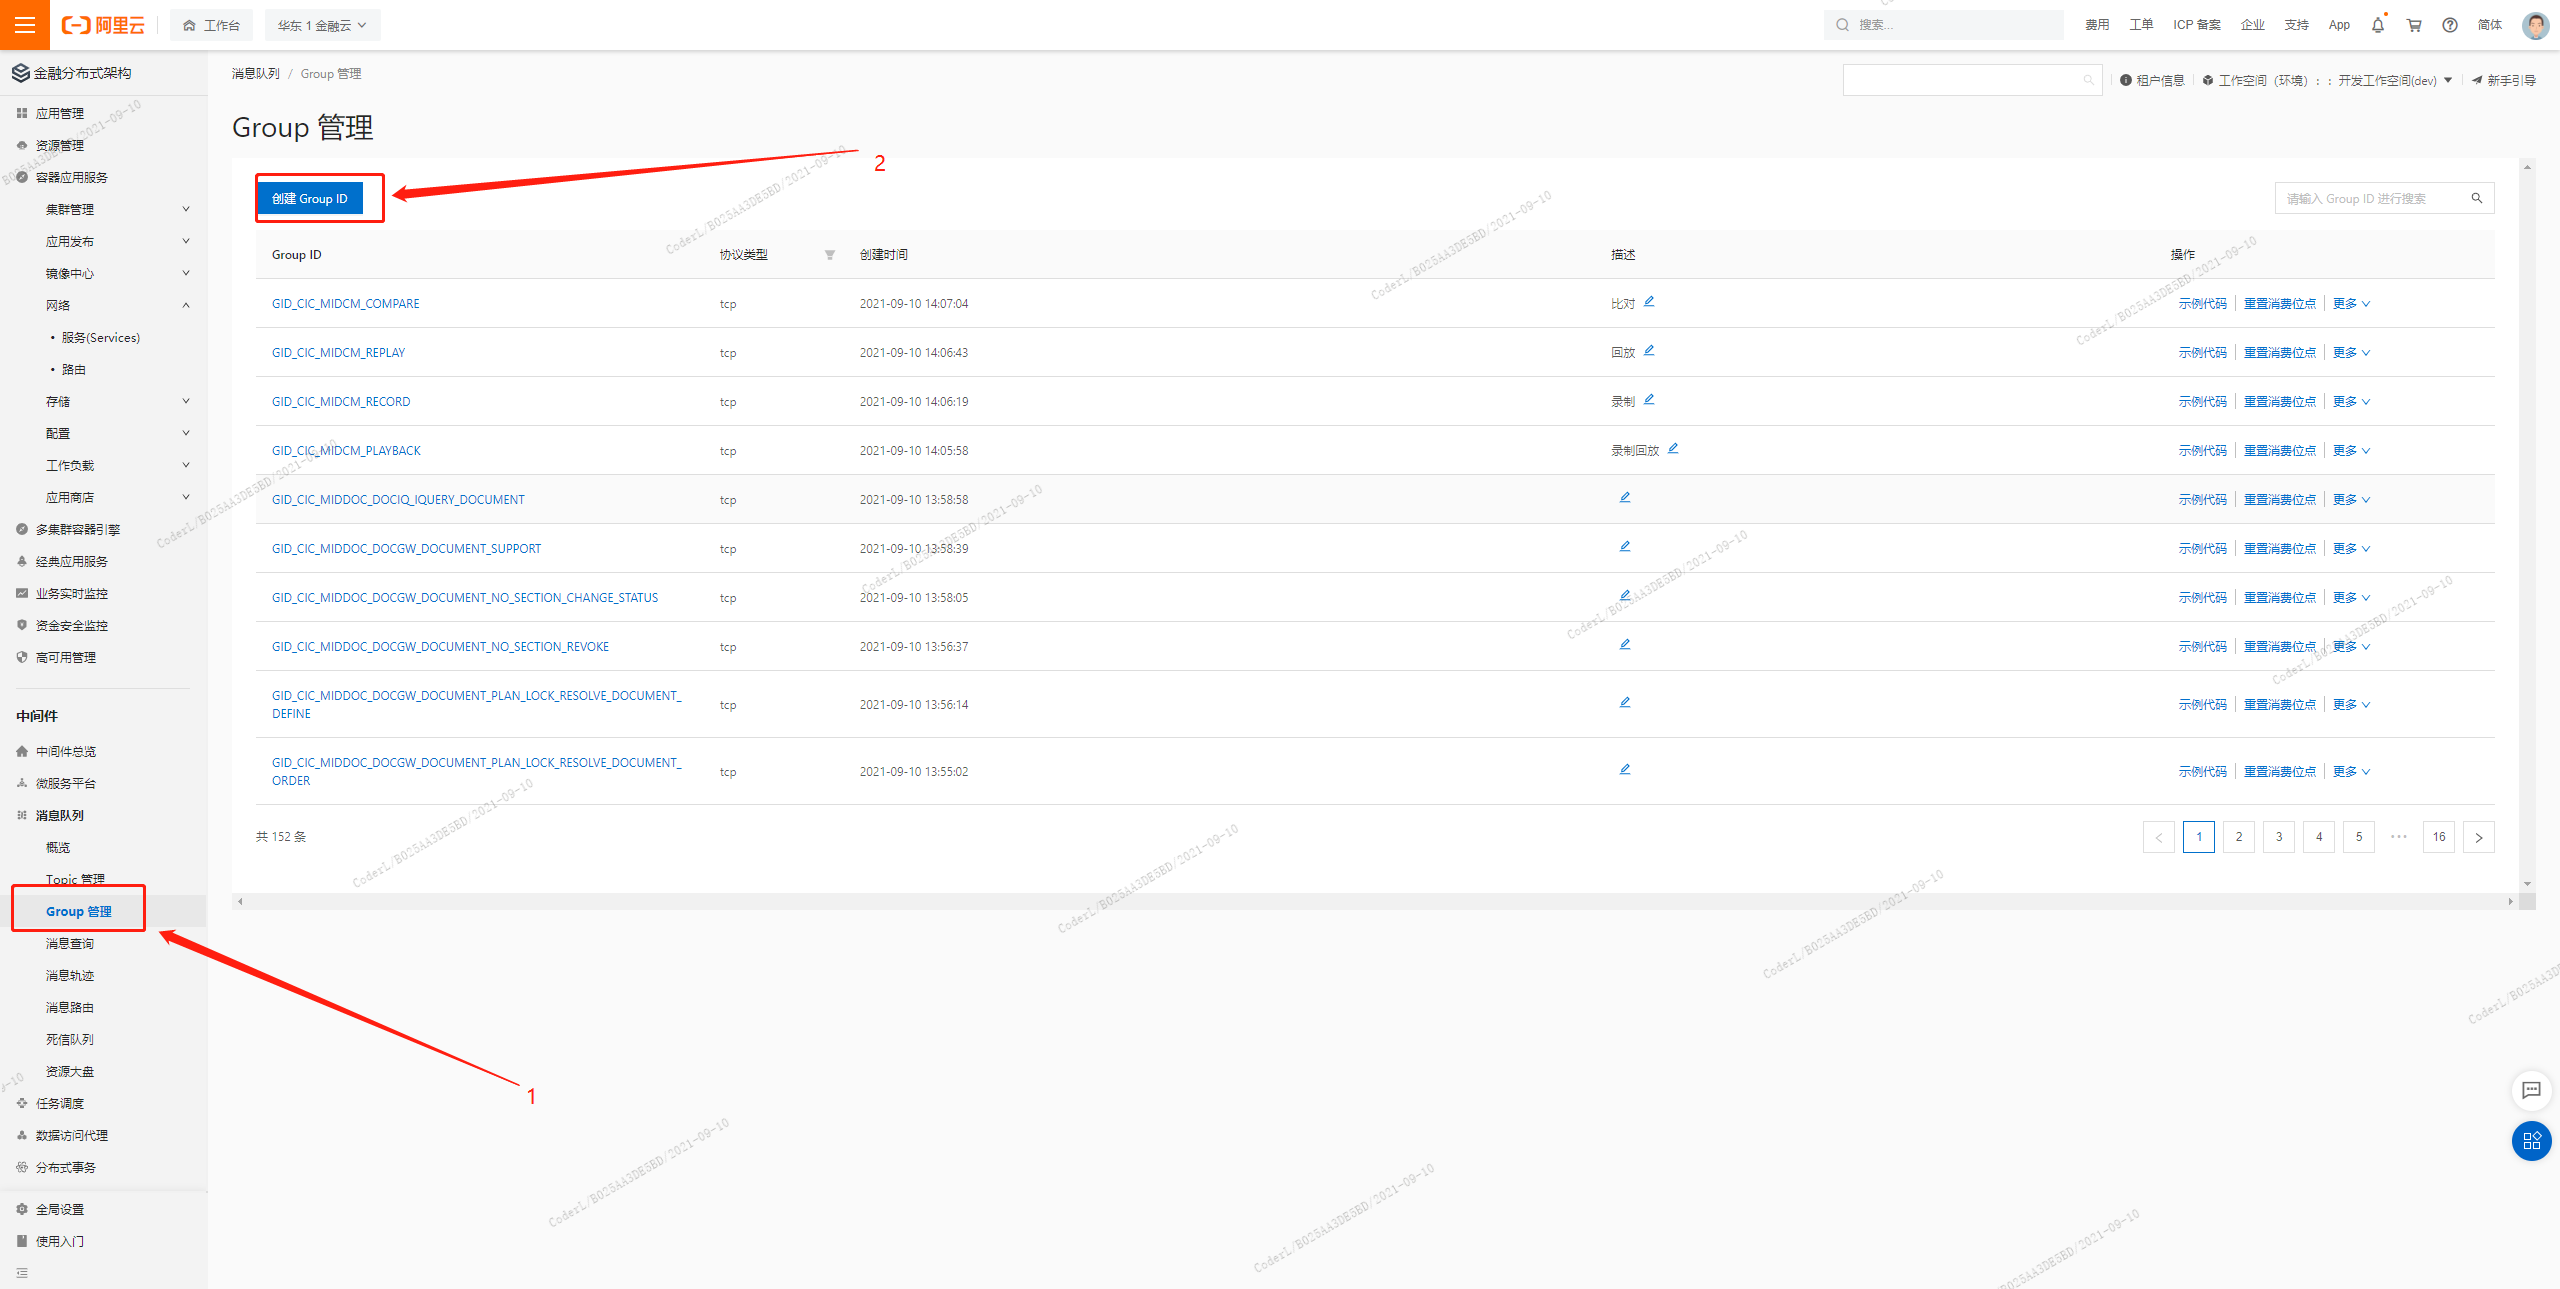 阿里云
工作台
华东 1 金融云
搜索...
费用 工单 ICP 备案 企业 支持 App 简体
金融分布式架构
应用管理
资源管理
容器应用服务
集群管理
应用发布
镜像中心
网络
• 服务(Services)
• 路由
存储
配置
工作负载
应用商店
多集群容器引擎
经典应用服务
业务实时监控
资金安全监控
高可用管理
中间件
中间件总览
微服务平台
消息队列
概览
Topic 管理
Group 管理
消息查询
消息轨迹
消息路由
死信队列
资源大盘
任务调度
数据访问代理
分布式事务
全局设置
使用入门
消息队列 / Group 管理
租户信息 工作空间（环境）：： 开发工作空间(dev) 新手引导
Group 管理
创建 Group ID
2
请输入 Group ID 进行搜索
Group ID 协议类型 创建时间 描述 操作
GID_CIC_MIDCM_COMPARE tcp 2021-09-10 14:07:04 比对 示例代码 重置消费位点 更多
GID_CIC_MIDCM_REPLAY tcp 2021-09-10 14:06:43 回放 示例代码 重置消费位点 更多
GID_CIC_MIDCM_RECORD tcp 2021-09-10 14:06:19 录制 示例代码 重置消费位点 更多
GID_CIC_MIDCM_PLAYBACK tcp 2021-09-10 14:05:58 录制回放 示例代码 重置消费位点 更多
GID_CIC_MIDDOC_DOCIQ_IQUERY_DOCUMENT tcp 2021-09-10 13:58:58 示例代码 重置消费位点 更多
GID_CIC_MIDDOC_DOCGW_DOCUMENT_SUPPORT tcp 2021-09-10 13:58:39 示例代码 重置消费位点 更多
GID_CIC_MIDDOC_DOCGW_DOCUMENT_NO_SECTION_CHANGE_STATUS tcp 2021-09-10 13:58:05 示例代码 重置消费位点 更多
GID_CIC_MIDDOC_DOCGW_DOCUMENT_NO_SECTION_REVOKE tcp 2021-09-10 13:56:37 示例代码 重置消费位点 更多
GID_CIC_MIDDOC_DOCGW_DOCUMENT_PLAN_LOCK_RESOLVE_DOCUMENT_
DEFINE tcp 2021-09-10 13:56:14 示例代码 重置消费位点 更多
GID_CIC_MIDDOC_DOCGW_DOCUMENT_PLAN_LOCK_RESOLVE_DOCUMENT_
ORDER tcp 2021-09-10 13:55:02 示例代码 重置消费位点 更多
共 152 条
1 2 3 4 5 ••• 16
1
CoderL/B025AA3DE5BD/2021-09-10